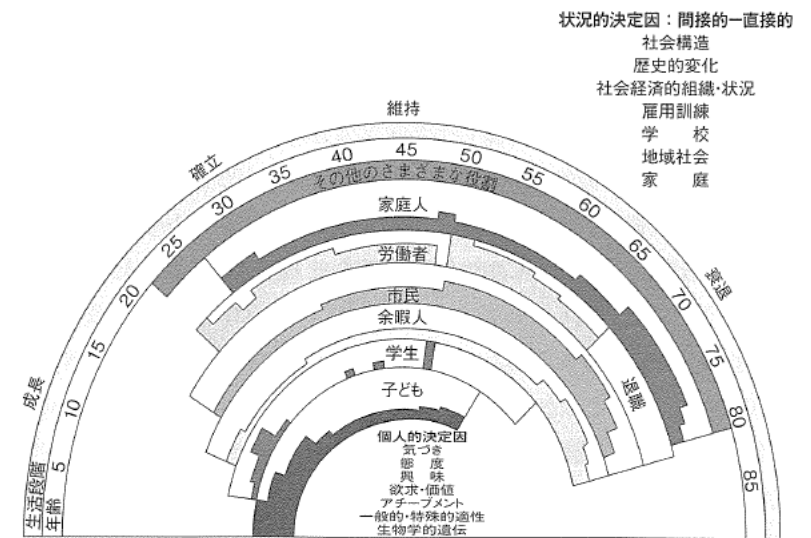 状況的決定因：間接的ー直接的
社会構造
歴史的変化
社会経済的組織・状況
雇用訓練
学　　校
地域社会
家　　庭
維持
確立
衰退
成長
生活段階
年齢
5
10
15
20
25
30
35
40
45
50
55
60
65
70
75
80
85
その他のさまざまな役割
家庭人
労働者
市民
余暇人
学生
子ども
退職
個人的決定因
気づき
態　度
興　味
欲求・価値
アチーブメント
一般的・特殊的適性
生物学的遺伝